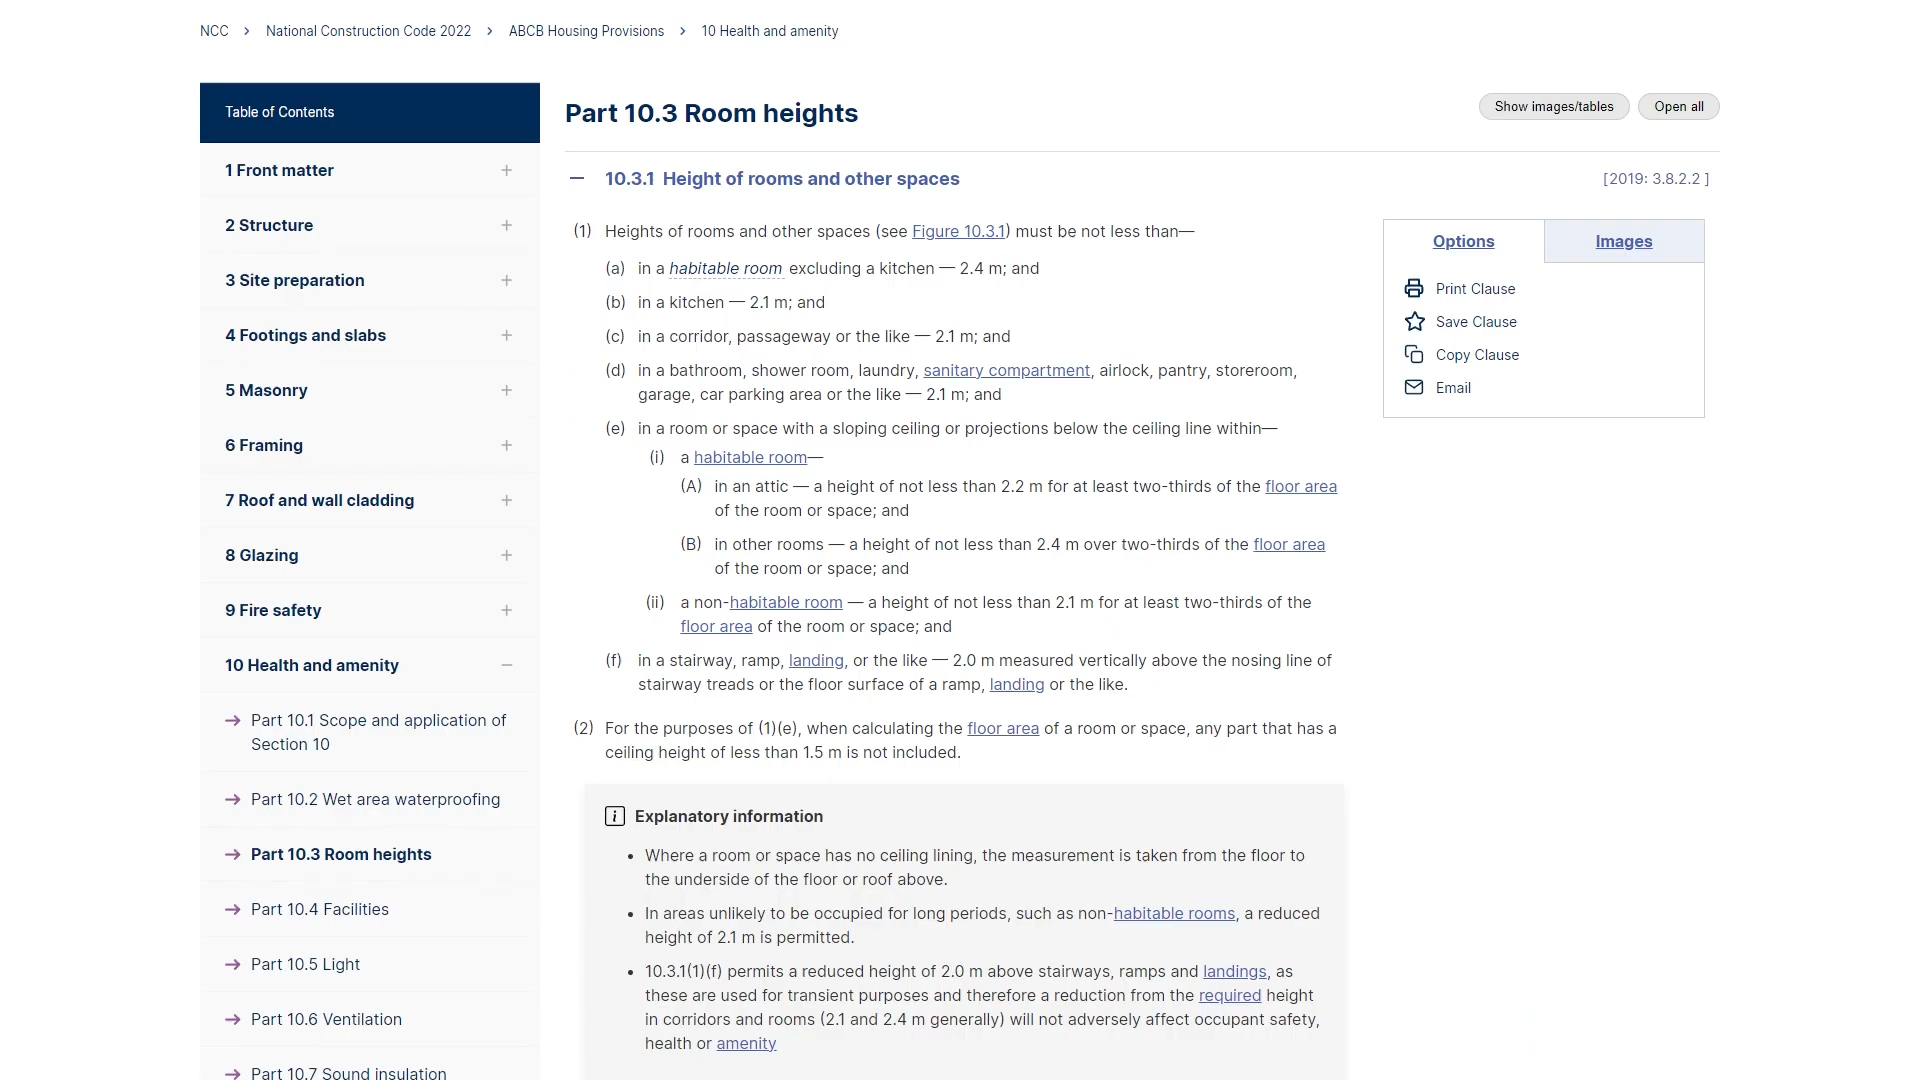 NCC > National Construction Code 2022 > ABCB Housing Provisions > 10 Health and amenity
Table of Contents
1 Front matter
2 Structure
3 Site preparation
4 Footings and slabs
5 Masonry
6 Framing
7 Roof and wall cladding
8 Glazing
9 Fire safety
10 Health and amenity
Part 10.1 Scope and application of
Section 10
Part 10.2 Wet area waterproofing
Part 10.3 Room heights
Part 10.4 Facilities
Part 10.5 Light
Part 10.6 Ventilation
Part 10.7 Sound insulation
Part 10.3 Room heights
Show images/tables
Open all
10.3.1 Height of rooms and other spaces
[2019: 3.8.2.2 ]
(1) Heights of rooms and other spaces (see Figure 10.3.1) must be not less than—
(a) in a habitable room excluding a kitchen — 2.4 m; and
(b) in a kitchen — 2.1 m; and
(c) in a corridor, passageway or the like — 2.1 m; and
(d) in a bathroom, shower room, laundry, sanitary compartment, airlock, pantry, storeroom,
garage, car parking area or the like — 2.1 m; and
(e) in a room or space with a sloping ceiling or projections below the ceiling line within—
(i) a habitable room—
(A) in an attic — a height of not less than 2.2 m for at least two-thirds of the floor area
of the room or space; and
(B) in other rooms — a height of not less than 2.4 m over two-thirds of the floor area
of the room or space; and
(ii) a non-habitable room — a height of not less than 2.1 m for at least two-thirds of the
floor area of the room or space; and
(f) in a stairway, ramp, landing, or the like — 2.0 m measured vertically above the nosing line of
stairway treads or the floor surface of a ramp, landing or the like.
(2) For the purposes of (1)(e), when calculating the floor area of a room or space, any part that has a
ceiling height of less than 1.5 m is not included.
Explanatory information
• Where a room or space has no ceiling lining, the measurement is taken from the floor to
the underside of the floor or roof above.
• In areas unlikely to be occupied for long periods, such as non-habitable rooms, a reduced
height of 2.1 m is permitted.
• 10.3.1(1)(f) permits a reduced height of 2.0 m above stairways, ramps and landings, as
these are used for transient purposes and therefore a reduction from the required height
in corridors and rooms (2.1 and 2.4 m generally) will not adversely affect occupant safety,
health or amenity
Options
Images
Print Clause
Save Clause
Copy Clause
Email